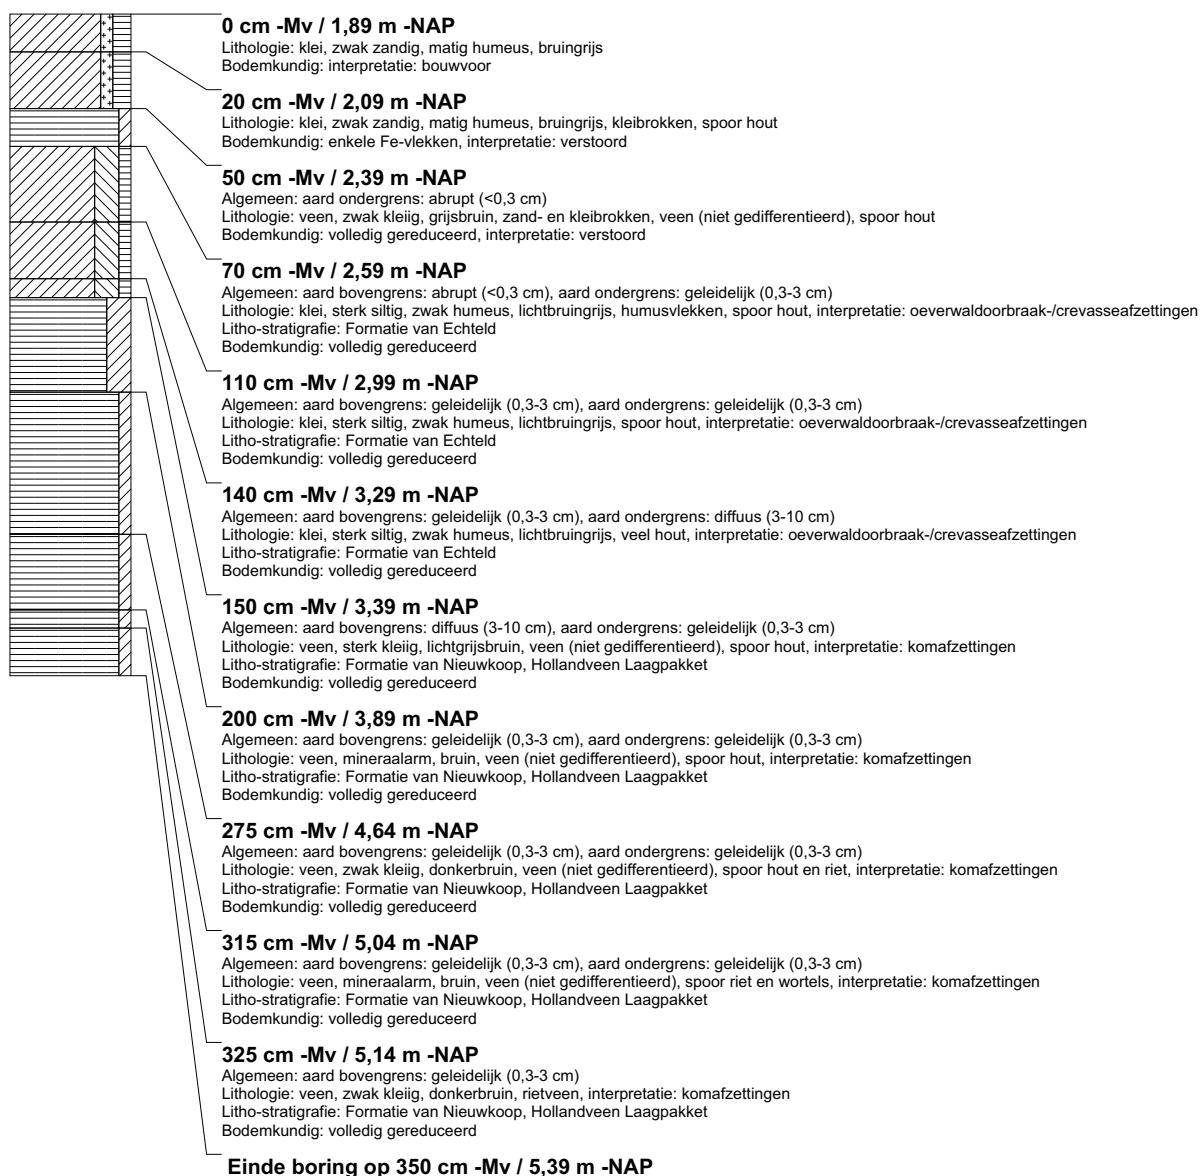 0 cm -Mv / 1,89 m -NAP
Lithologie: klei, zwak zandig, matig humeus, bruingrijs
Bodemkundig: interpretatie: bouwvoor
20 cm -Mv / 2,09 m -NAP
Lithologie: klei, zwak zandig, matig humeus, bruingrijs, kleibrokken, spoor hout
Bodemkundig: enkele Fe-vlekken, interpretatie: verstoord
50 cm -Mv / 2,39 m -NAP
Algemeen: aard ondergrens: abrupt (<0,3 cm)
Lithologie: veen, zwak kleiig, grijsbruin, zand- en kleibrokken, veen (niet gedifferentieerd), spoor hout
Bodemkundig: volledig gereduceerd, interpretatie: verstoord
70 cm -Mv / 2,59 m -NAP
Algemeen: aard bovengrens: abrupt (<0,3 cm), aard ondergrens: geleidelijk (0,3-3 cm)
Lithologie: klei, sterk siltig, zwak humeus, lichtbruingrijs, humusvlekken, spoor hout, interpretatie: oeverwaldoorbraak-/crevasseafzettingen
Litho-stratigrafie: Formatie van Echteld
Bodemkundig: volledig gereduceerd
110 cm -Mv / 2,99 m -NAP
Algemeen: aard bovengrens: geleidelijk (0,3-3 cm), aard ondergrens: geleidelijk (0,3-3 cm)
Lithologie: klei, sterk siltig, zwak humeus, lichtbruingrijs, spoor hout, interpretatie: oeverwaldoorbraak-/crevasseafzettingen
Litho-stratigrafie: Formatie van Echteld
Bodemkundig: volledig gereduceerd
140 cm -Mv / 3,29 m -NAP
Algemeen: aard bovengrens: geleidelijk (0,3-3 cm), aard ondergrens: diffuus (3-10 cm)
Lithologie: klei, sterk siltig, zwak humeus, lichtbruingrijs, veel hout, interpretatie: oeverwaldoorbraak-/crevasseafzettingen
Litho-stratigrafie: Formatie van Echteld
Bodemkundig: volledig gereduceerd
150 cm -Mv / 3,39 m -NAP
Algemeen: aard bovengrens: diffuus (3-10 cm), aard ondergrens: geleidelijk (0,3-3 cm)
Lithologie: veen, sterk kleiig, lichtgrijsbruin, veen (niet gedifferentieerd), spoor hout, interpretatie: komafzettingen
Litho-stratigrafie: Formatie van Nieuwkoop, Hollandveen Laagpakket
Bodemkundig: volledig gereduceerd
200 cm -Mv / 3,89 m -NAP
Algemeen: aard bovengrens: geleidelijk (0,3-3 cm), aard ondergrens: geleidelijk (0,3-3 cm)
Lithologie: veen, mineraalarm, bruin, veen (niet gedifferentieerd), spoor hout, interpretatie: komafzettingen
Litho-stratigrafie: Formatie van Nieuwkoop, Hollandveen Laagpakket
Bodemkundig: volledig gereduceerd
275 cm -Mv / 4,64 m -NAP
Algemeen: aard bovengrens: geleidelijk (0,3-3 cm), aard ondergrens: geleidelijk (0,3-3 cm)
Lithologie: veen, zwak kleiig, donkerbruin, veen (niet gedifferentieerd), spoor hout en riet, interpretatie: komafzettingen
Litho-stratigrafie: Formatie van Nieuwkoop, Hollandveen Laagpakket
Bodemkundig: volledig gereduceerd
315 cm -Mv / 5,04 m -NAP
Algemeen: aard bovengrens: geleidelijk (0,3-3 cm), aard ondergrens: geleidelijk (0,3-3 cm)
Lithologie: veen, mineraalarm, bruin, veen (niet gedifferentieerd), spoor riet en wortels, interpretatie: komafzettingen
Litho-stratigrafie: Formatie van Nieuwkoop, Hollandveen Laagpakket
Bodemkundig: volledig gereduceerd
325 cm -Mv / 5,14 m -NAP
Algemeen: aard bovengrens: geleidelijk (0,3-3 cm)
Lithologie: veen, zwak kleiig, donkerbruin, rietveen, interpretatie: komafzettingen
Litho-stratigrafie: Formatie van Nieuwkoop, Hollandveen Laagpakket
Bodemkundig: volledig gereduceerd
Einde boring op 350 cm -Mv / 5,39 m -NAP